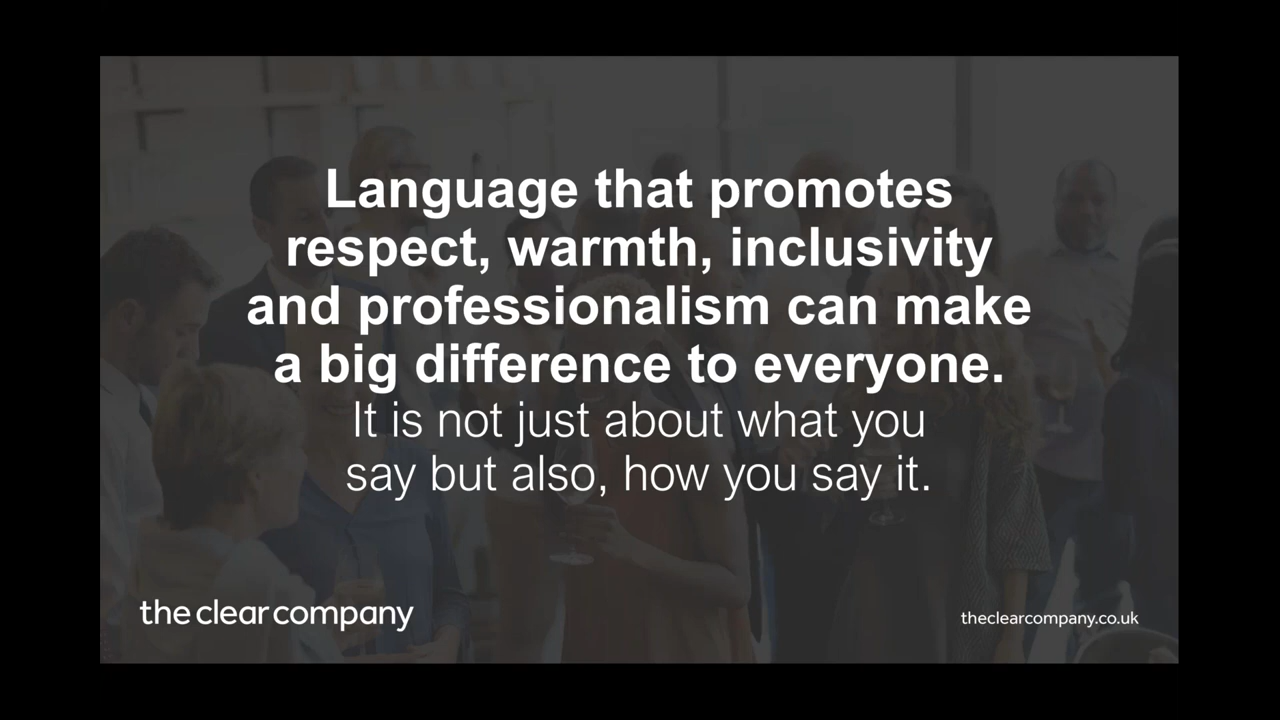 Language that promotes
respect, warmth, inclusivity
and professionalism can make
a big difference to everyone.
It is not just about what you
say but also, how you say it.
the clear company
theclearcompany.co.uk